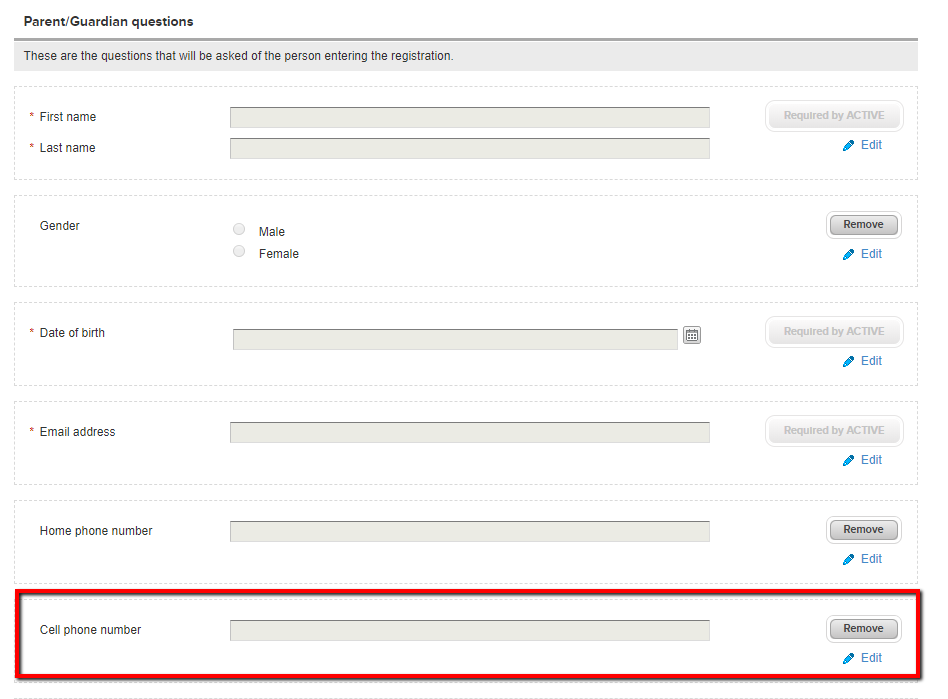 Parent/Guardian questions
These are the questions that will be asked of the person entering the registration.
* First name
Required by ACTIVE
* Last name
Edit
Gender
Male
Female
Remove
Edit
* Date of birth
Required by ACTIVE
Edit
* Email address
Required by ACTIVE
Edit
Home phone number
Remove
Edit
Cell phone number
Remove
Edit